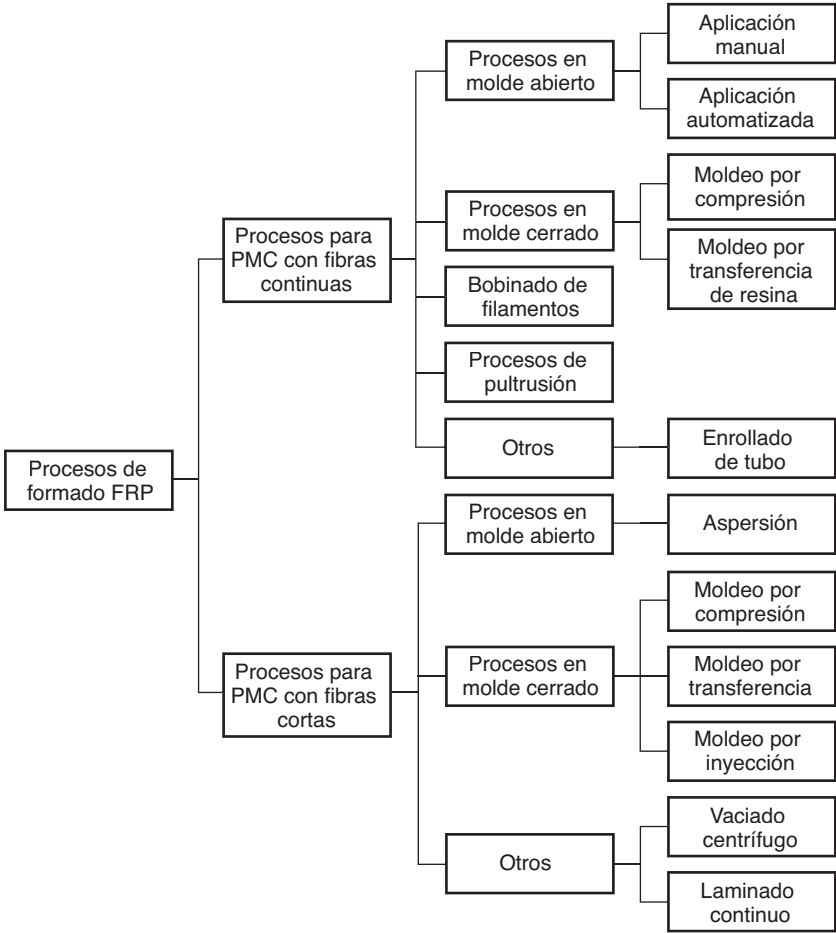 Aplicación
manual
Procesos en
molde abierto
Aplicación
automatizada
Moldeo por
compresión
Procesos en
molde cerrado
Procesos para
PMC con fibras
continuas
Moldeo por
transferencia
de resina
Bobinado de
filamentos
Procesos de
pultrusión
Otros
Enrollado
de tubo
Procesos de
formado FRP
Procesos en
molde abierto
Aspersión
Moldeo por
compresión
Procesos para
PMC con fibras
cortas
Procesos en
molde cerrado
Moldeo por
transferencia
Moldeo por
inyección
Vaciado
centrífugo
Otros
Laminado
continuo